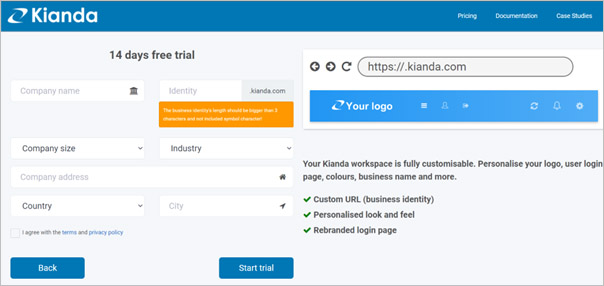 Kianda
Pricing
Documentation
Case Studies
14 days free trial
Company name
Identity
.kianda.com
The business identity's length should be bigger than 3
characters and not included symbol character!
Company size
Industry
Company address
Country
City
I agree with the terms and privacy policy
Back
Start trial
https://.kianda.com
Your logo
Your Kianda workspace is fully customisable. Personalise your logo, user login
page, colours, business name and more.
Custom URL (business identity)
Personalised look and feel
Rebranded login page